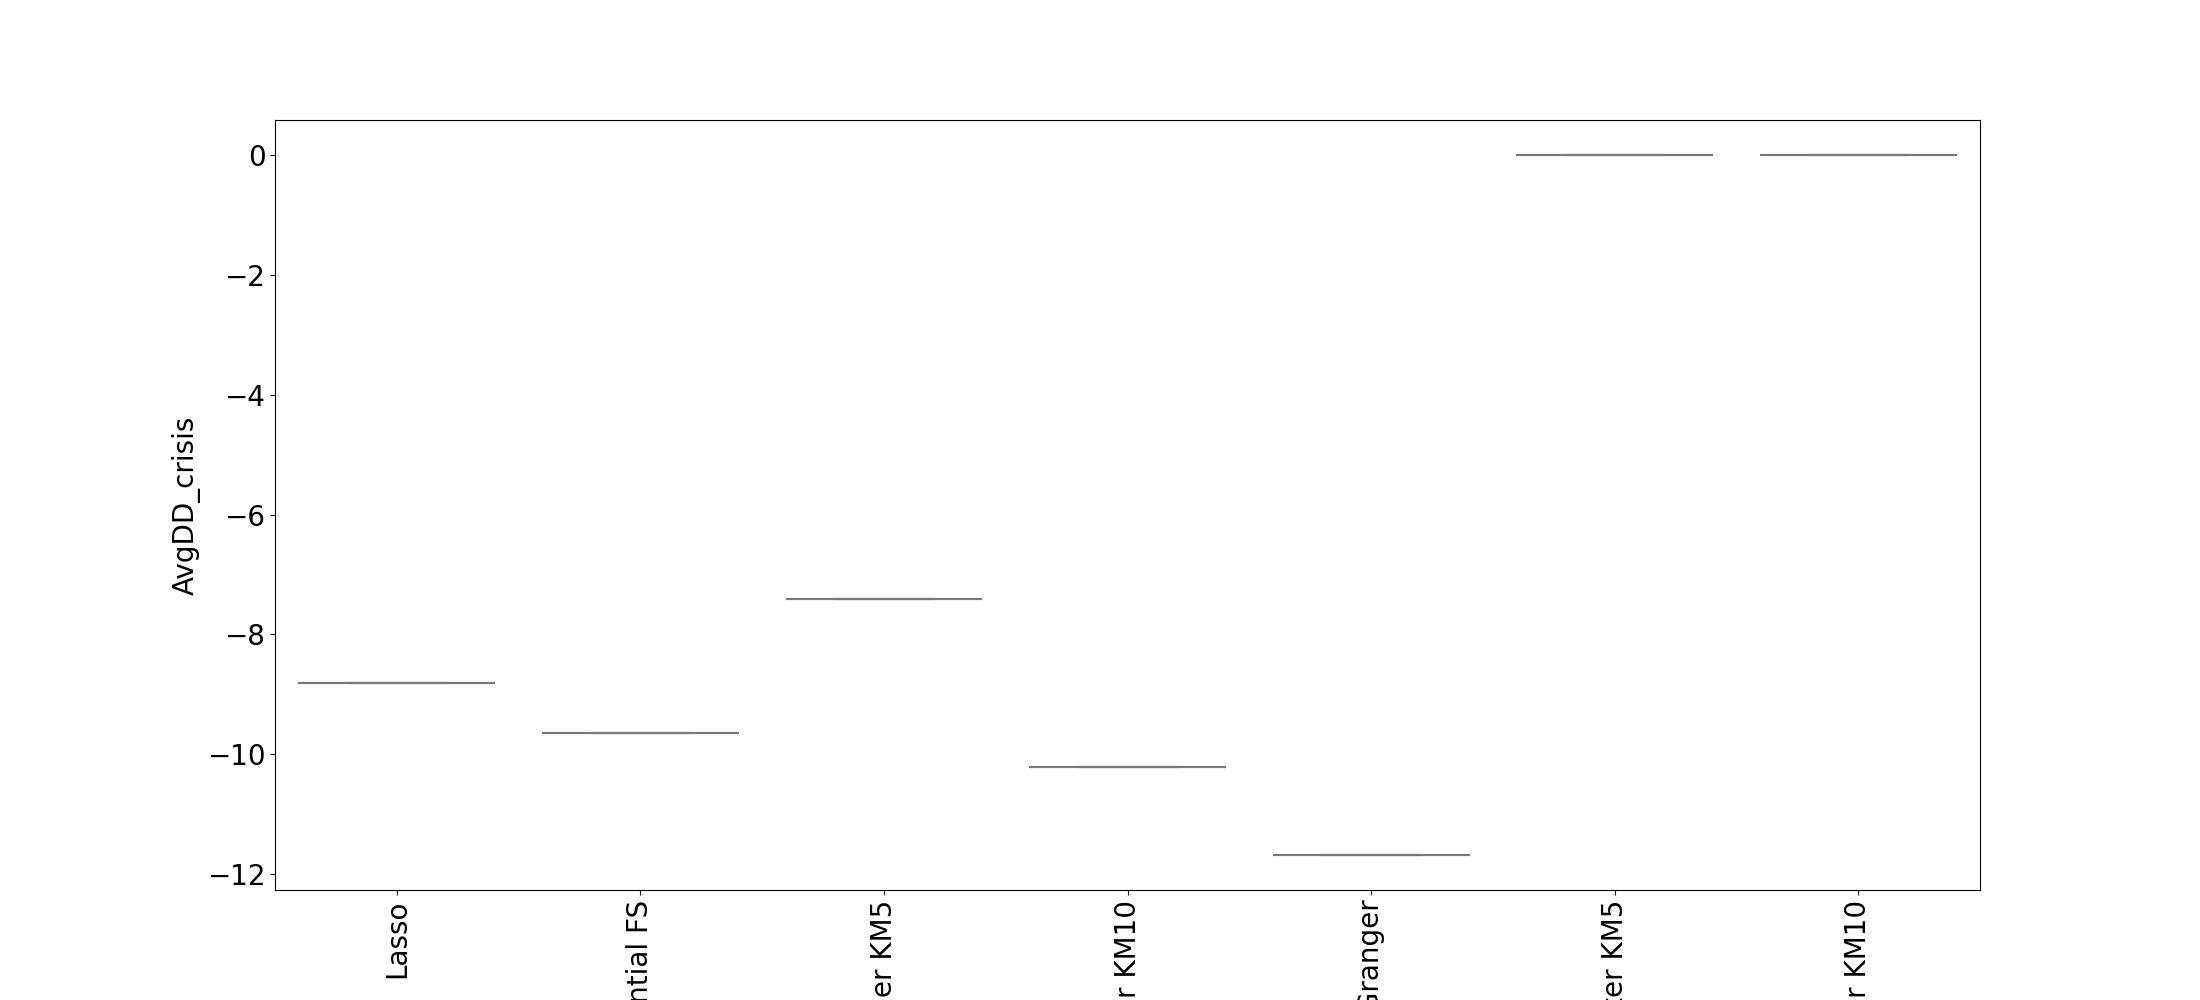 0
−2
−4
−6
−8
−10
−12
AvgDD_crisis
Lasso
ntial FS
er KM5
r KM10
Granger
ter KM5
r KM10